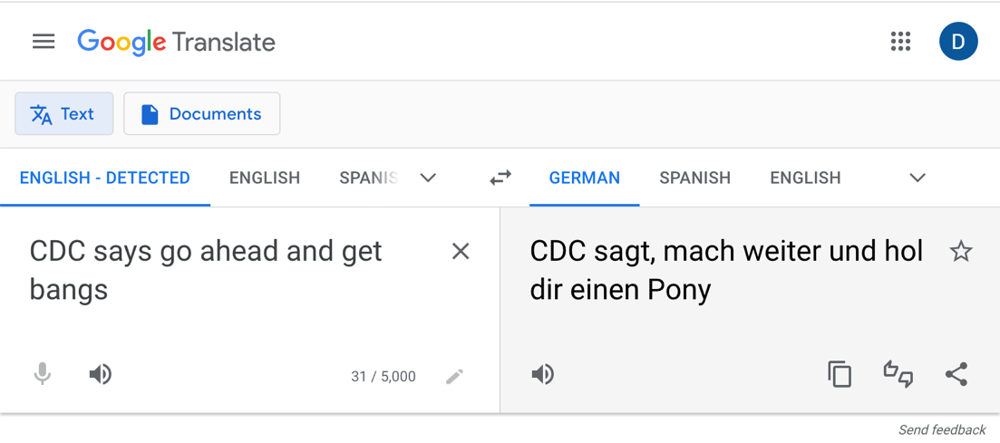 Google Translate
D
Text
Documents
ENGLISH - DETECTED
ENGLISH
SPANIS
GERMAN
SPANISH
ENGLISH
CDC says go ahead and get
bangs
31 / 5,000
CDC sagt, mach weiter und hol
dir einen Pony
Send feedback